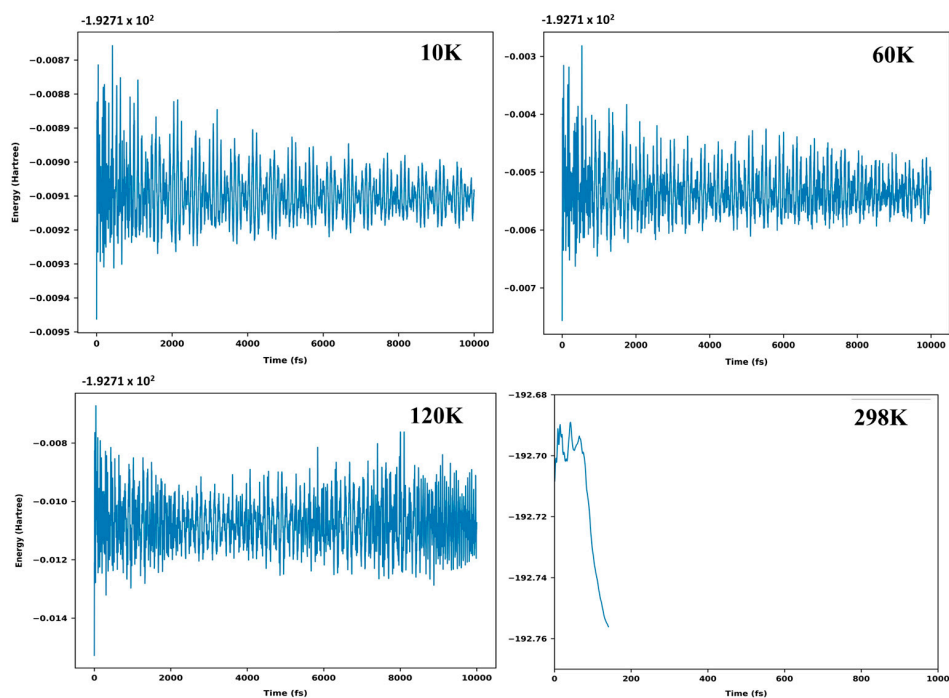 -1.9271 x 10²
10K
−0.0087
−0.0088
−0.0089
−0.0090
−0.0091
−0.0092
−0.0093
−0.0094
−0.0095
Energy (Hartree)
0 2000 4000 6000 8000 10000
Time (fs)
-1.9271 x 10²
60K
−0.003
−0.004
−0.005
−0.006
−0.007
0 2000 4000 6000 8000 10000
Time (fs)
-1.9271 x 10²
120K
−0.008
−0.010
−0.012
−0.014
Energy (Hartree)
0 2000 4000 6000 8000 10000
Time (fs)
298K
−192.68
−192.70
−192.72
−192.74
−192.76
0 200 400 600 800 1000
Time (fs)